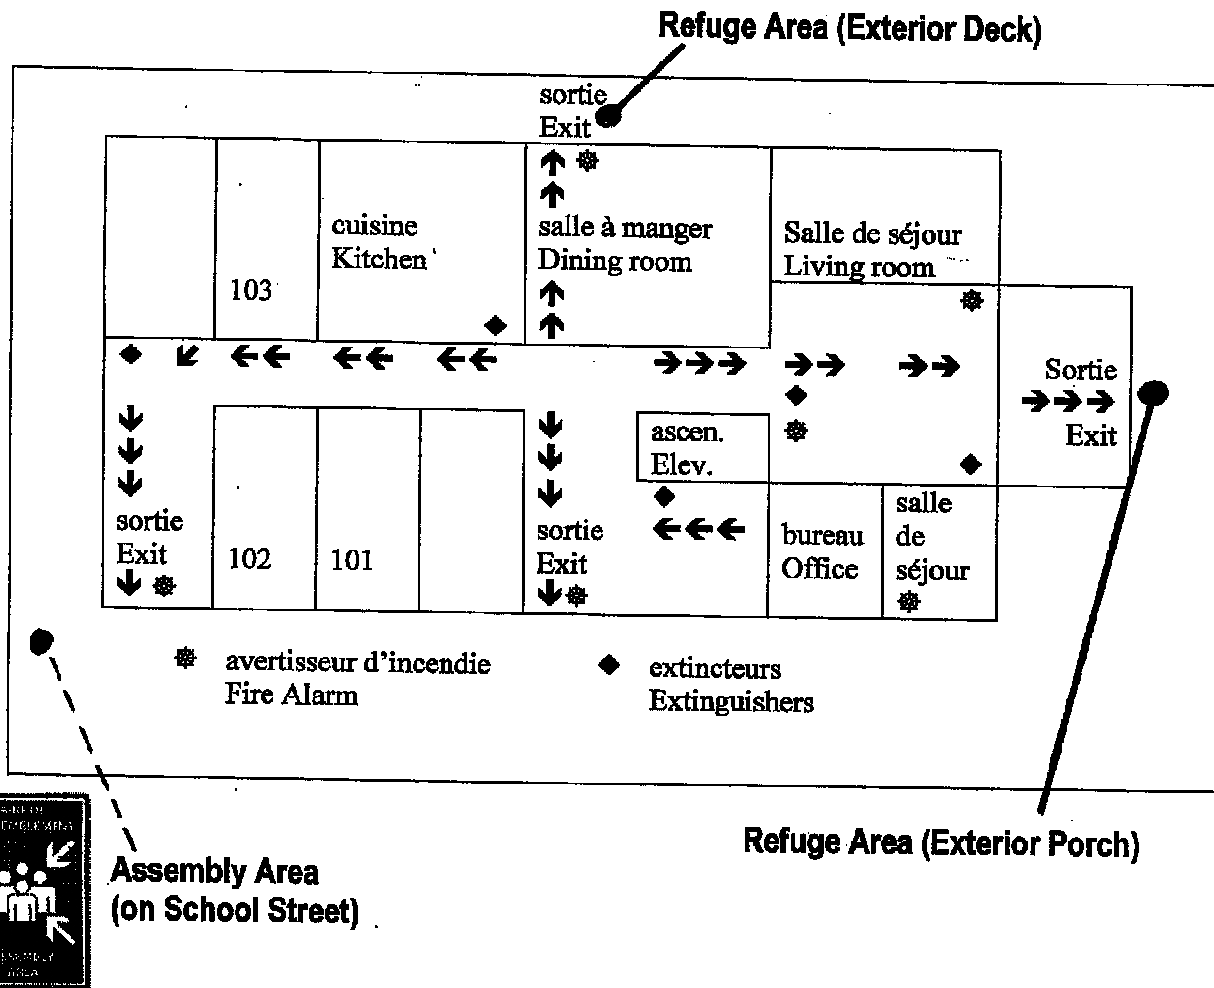 Refuge Area (Exterior Deck)
sortie
Exit
cuisine
Kitchen
salle à manger
Dining room
Salle de séjour
Living room
103
Sortie
Exit
ascen.
Elev.
sortie
Exit
102
101
sortie
Exit
bureau
Office
salle
de
séjour
avertisseur d'incendie
Fire Alarm
extincteurs
Extinguishers
Refuge Area (Exterior Porch)
Assembly Area
(on School Street)
AREA